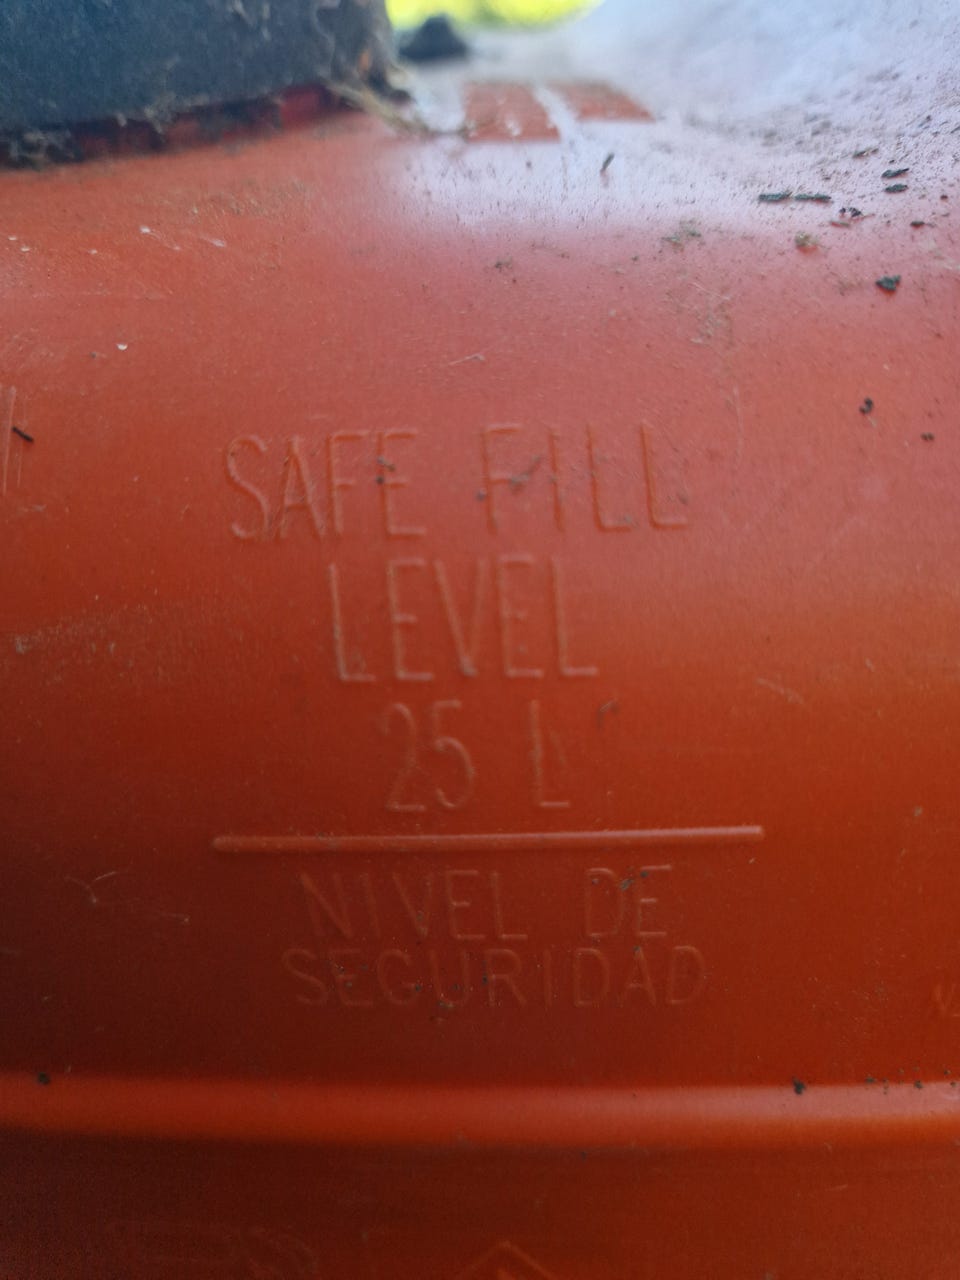 SAFE FILL
LEVEL
25 L
NIVEL DE
SEGURIDAD